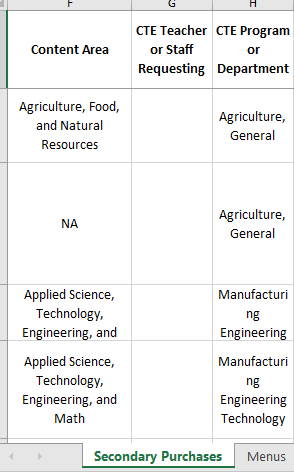 F G H
Content Area
CTE Teacher
or Staff
Requesting
CTE Program
or
Department
Agriculture, Food,
and Natural
Resources
Agriculture,
General
NA
Agriculture,
General
Applied Science,
Technology,
Engineering, and
Manufacturi
ng
Engineering
Applied Science,
Technology,
Engineering, and
Math
Manufacturi
ng
Engineering
Technology
Secondary Purchases
Menus